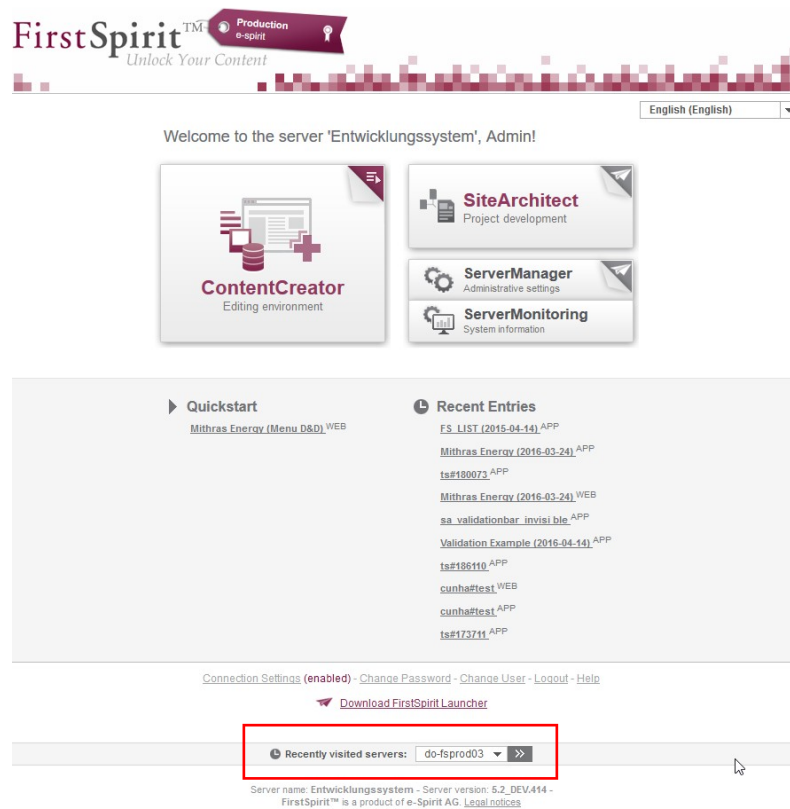 FirstSpirit™
Unlock Your Content
Production
e-spirit
English (English)
Welcome to the server 'Entwicklungssystem', Admin!
ContentCreator
Editing environment
SiteArchitect
Project development
ServerManager
Administrative settings
ServerMonitoring
System information
Quickstart
Mithras Energy (Menu D&D) WEB
Recent Entries
FS_LIST (2015-04-14) APP
Mithras Energy (2016-03-24) APP
ts#180073 APP
Mithras Energy (2016-03-24) WEB
sa_validationbar_invisi ble APP
Validation Example (2016-04-14) APP
ts#186110 APP
cunha#test WEB
cunha#test APP
ts#173711 APP
Connection Settings (enabled) - Change Password - Change User - Logout - Help
Download FirstSpirit Launcher
Recently visited servers: do-fsprod03 »
Server name: Entwicklungssystem - Server version: 5.2_DEV.414 -
FirstSpirit™ is a product of e-Spirit AG. Legal notices